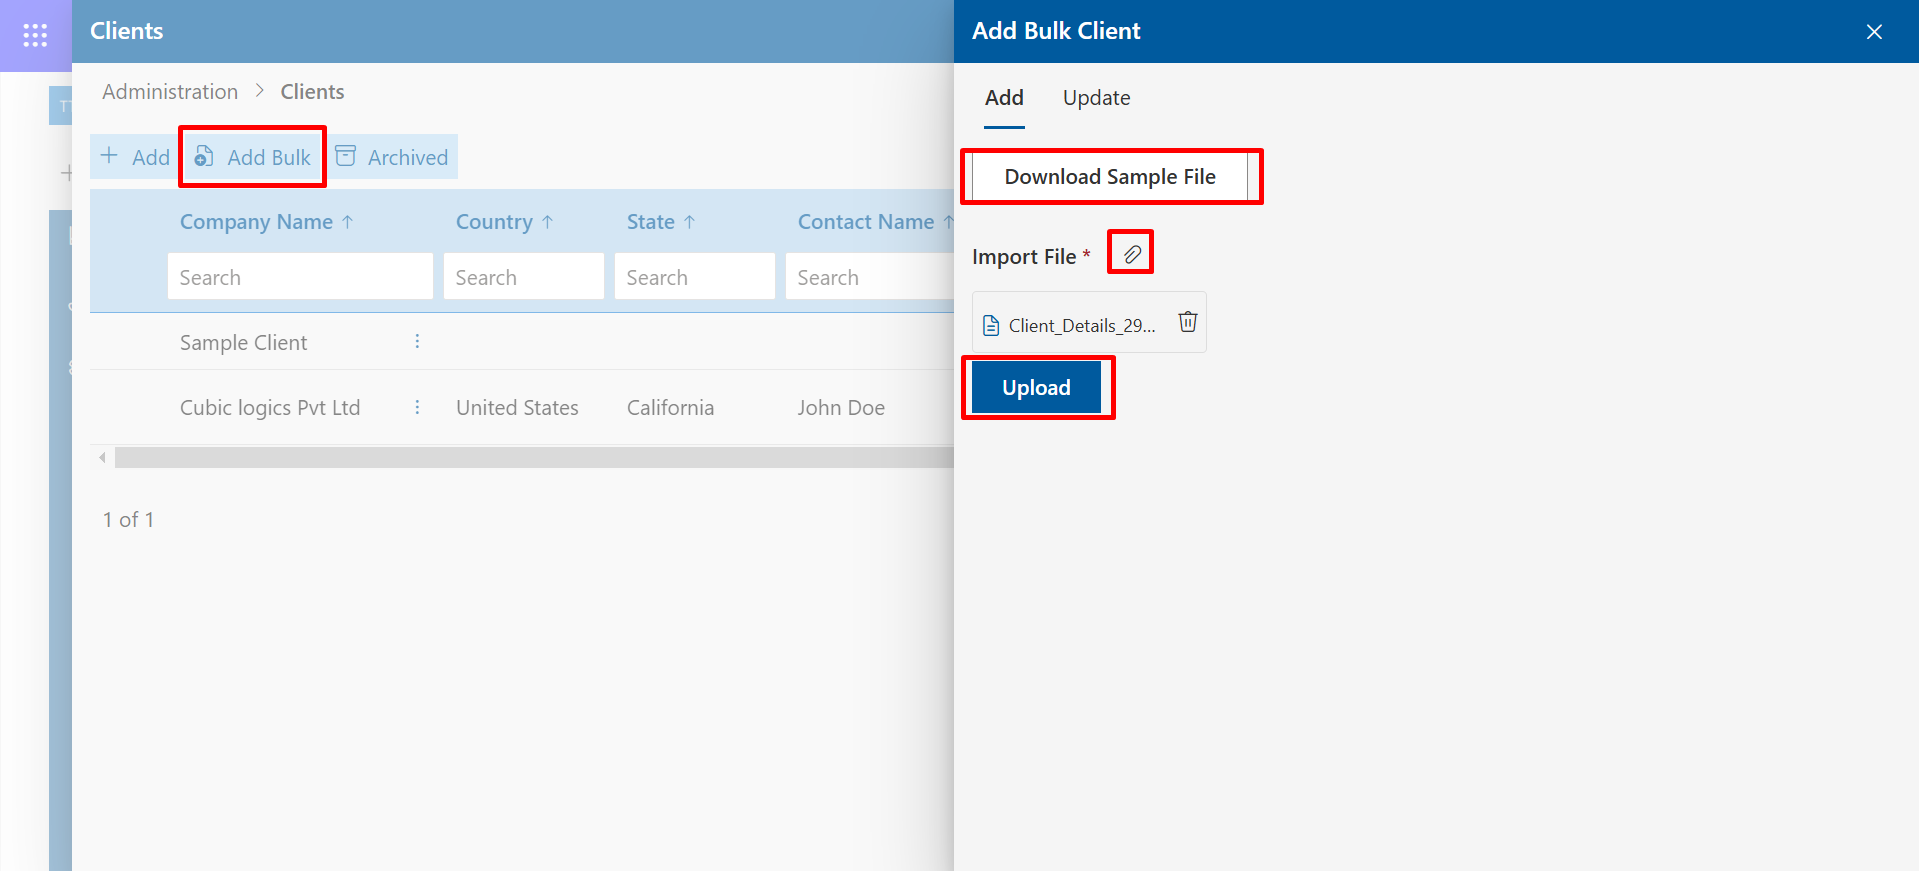 Clients
Add Bulk Client
Administration > Clients
Add Update
+ Add Add Bulk Archived
Download Sample File
Company Name ↑ Country ↑ State ↑ Contact Name ↑
Import File *
Search Search Search Search
Client_Details_29...
Sample Client
Upload
Cubic logics Pvt Ltd United States California John Doe
1 of 1